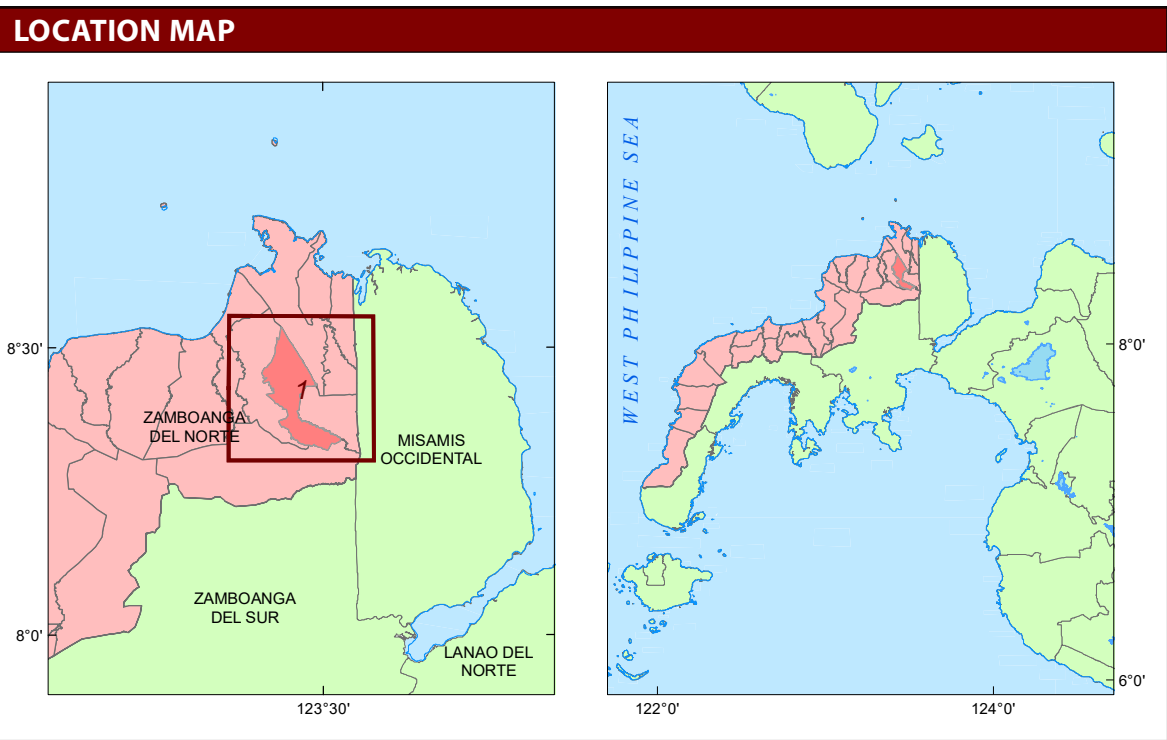 LOCATION MAP
8°30'
8°0'
123°30'
ZAMBOANGA
DEL NORTE
1
MISAMIS
OCCIDENTAL
ZAMBOANGA
DEL SUR
LANAO DEL
NORTE
WEST PHILIPPINE SEA
8°0'
6°0'
122°0'
124°0'